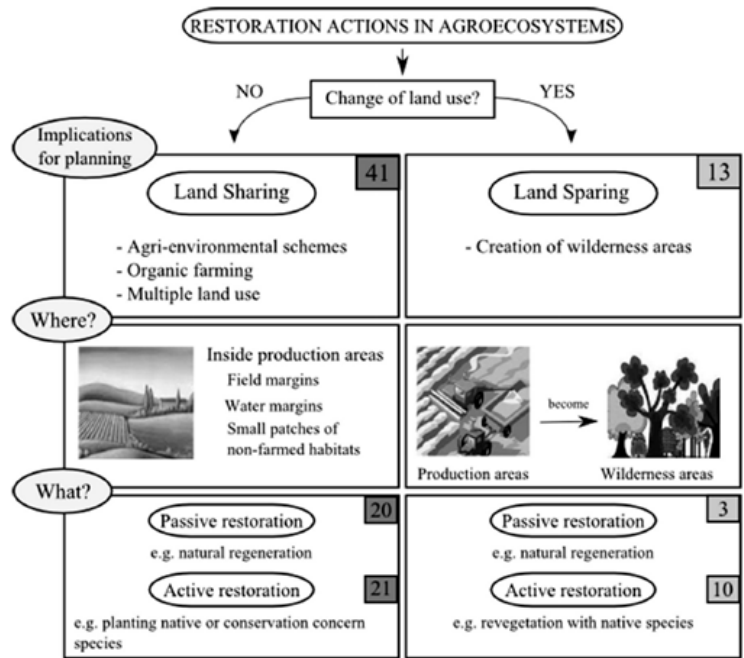 RESTORATION ACTIONS IN AGROECOSYSTEMS
NO
Change of land use?
YES
Implications
for planning
Land Sharing
41
- Agri-environmental schemes
- Organic farming
- Multiple land use
Land Sparing
13
- Creation of wilderness areas
Where?
Inside production areas
Field margins
Water margins
Small patches of
non-farmed habitats
become
Production areas
Wilderness areas
What?
Passive restoration
20
e.g. natural regeneration
Active restoration
21
e.g. planting native or conservation concern
species
Passive restoration
3
e.g. natural regeneration
Active restoration
10
e.g. revegetation with native species